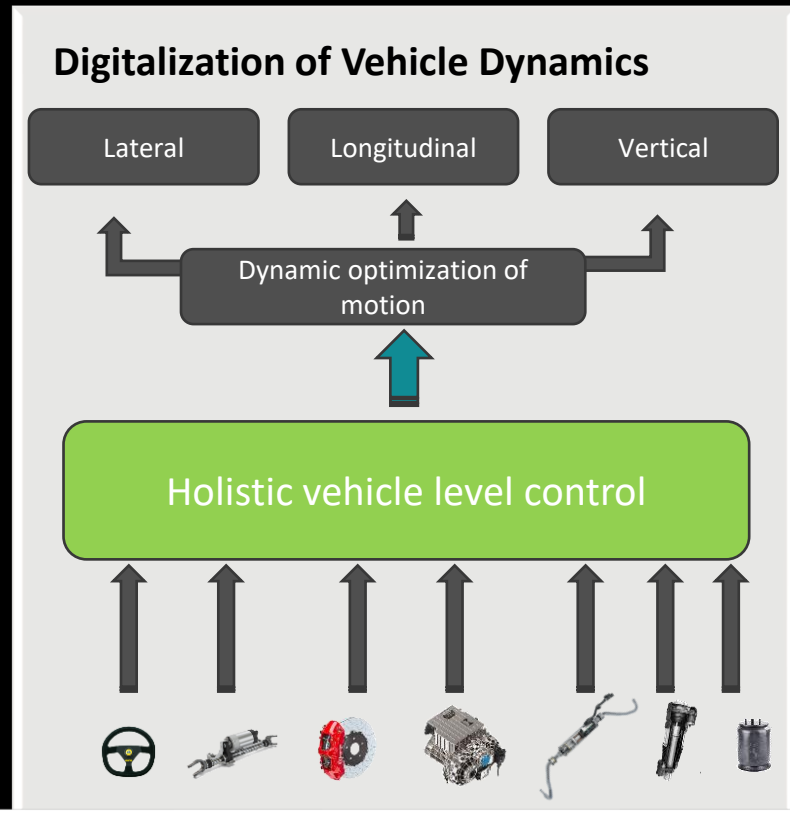 Digitalization of Vehicle Dynamics
Lateral
Longitudinal
Vertical
Dynamic optimization of
motion
Holistic vehicle level control